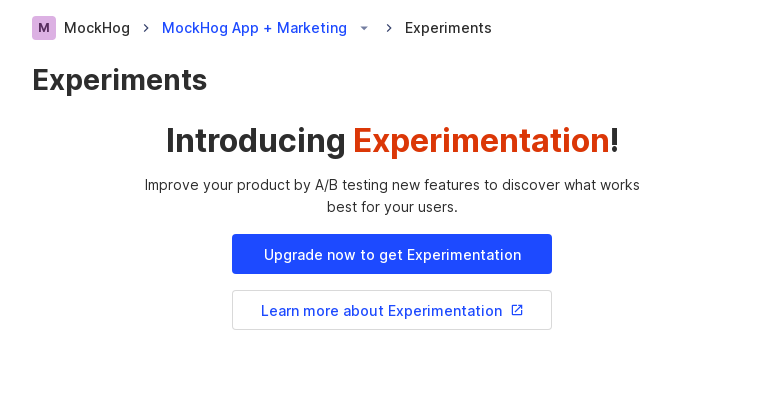 M MockHog MockHog App + Marketing Experiments
Experiments
Introducing Experimentation!
Improve your product by A/B testing new features to discover what works
best for your users.
Upgrade now to get Experimentation
Learn more about Experimentation